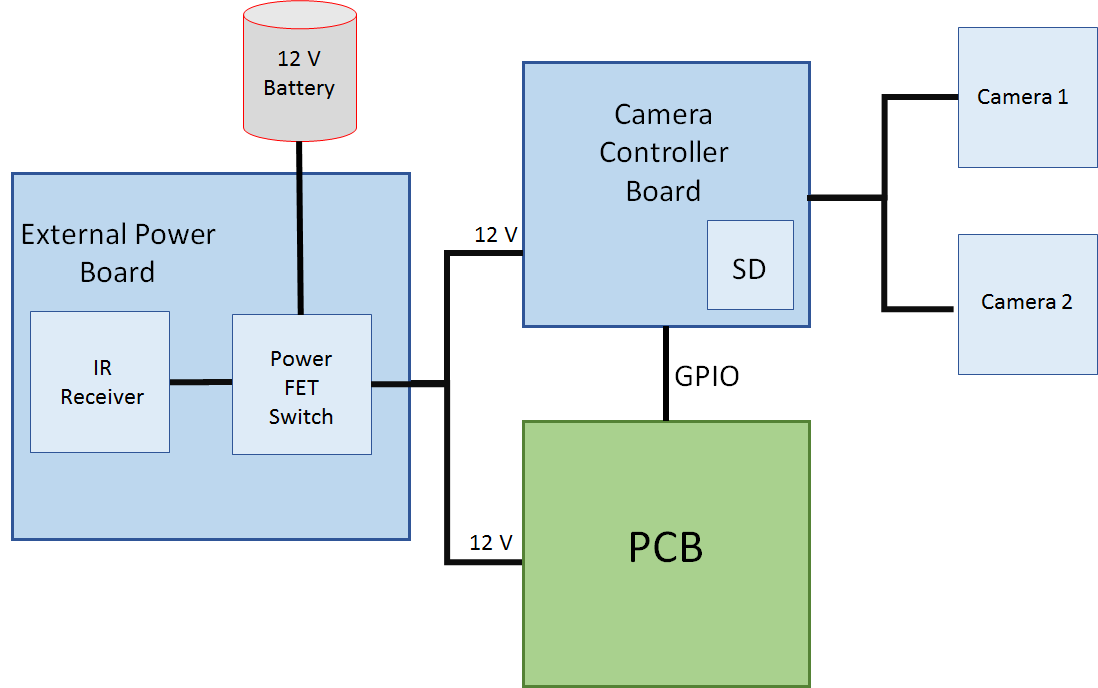 12 V
Battery
External Power
Board
IR
Receiver
Power
FET
Switch
12 V
12 V
Camera
Controller
Board
SD
GPIO
PCB
Camera 1
Camera 2